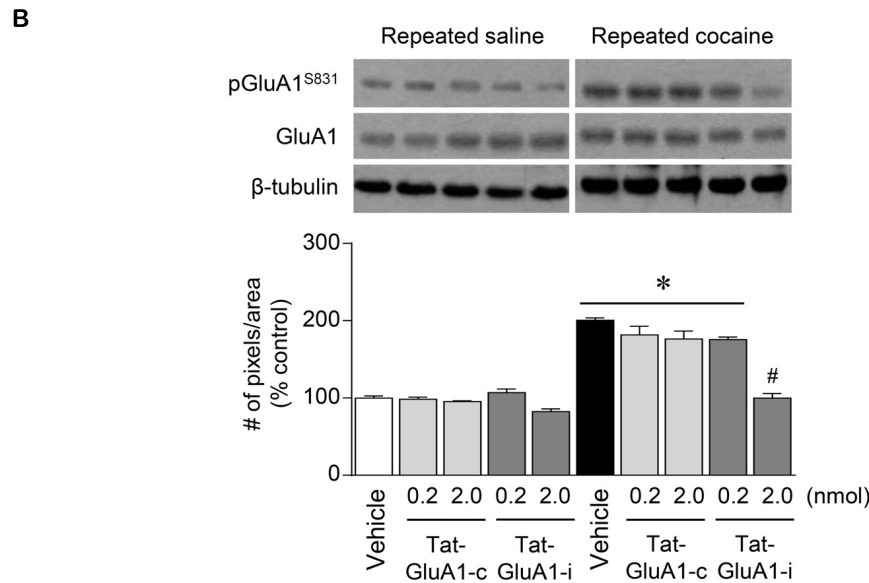 B
Repeated saline Repeated cocaine
pGluA1S831
GluA1
β-tubulin
# of pixels/area
(% control)
300
200
100
0
*
#
0.2 2.0 0.2 2.0 0.2 2.0 0.2 2.0 (nmol)
Vehicle
Tat-
GluA1-c
Tat-
GluA1-i
Vehicle
Tat-
GluA1-c
Tat-
GluA1-i